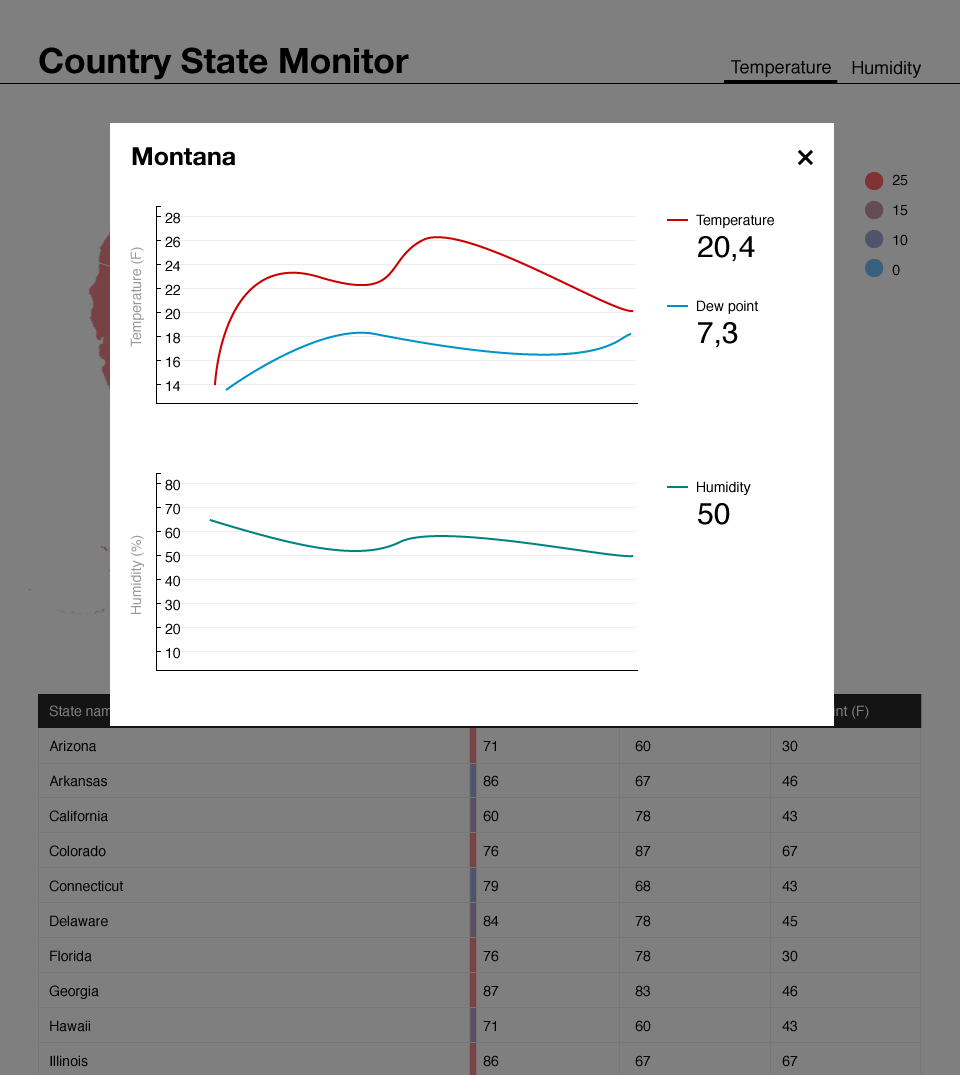 Country State Monitor
Temperature Humidity
Montana
25
15
10
0
Temperature (F)
28
26
24
22
20
18
16
14
Temperature
20,4
Dew point
7,3
Humidity (%)
80
70
60
50
40
30
20
10
Humidity
50
State nam int (F)
Arizona 71 60 30
Arkansas 86 67 46
California 60 78 43
Colorado 76 87 67
Connecticut 79 68 43
Delaware 84 78 45
Florida 76 78 30
Georgia 87 83 46
Hawaii 71 60 43
Illinois 86 67 67